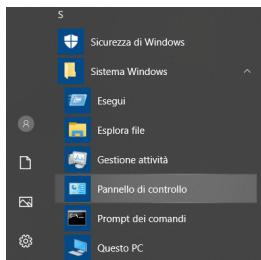 S
Sicurezza di Windows
Sistema Windows
Esegui
Esplora file
Gestione attività
Pannello di controllo
Prompt dei comandi
Questo PC